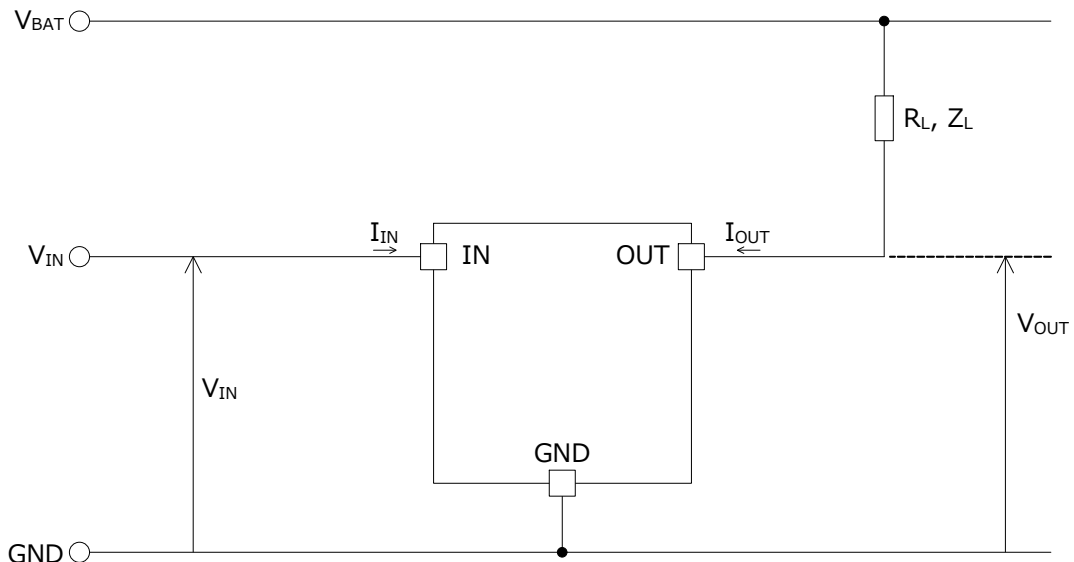 VBAT
RL, ZL
IIN
IOUT
VIN
IN
OUT
VOUT
VIN
GND
GND